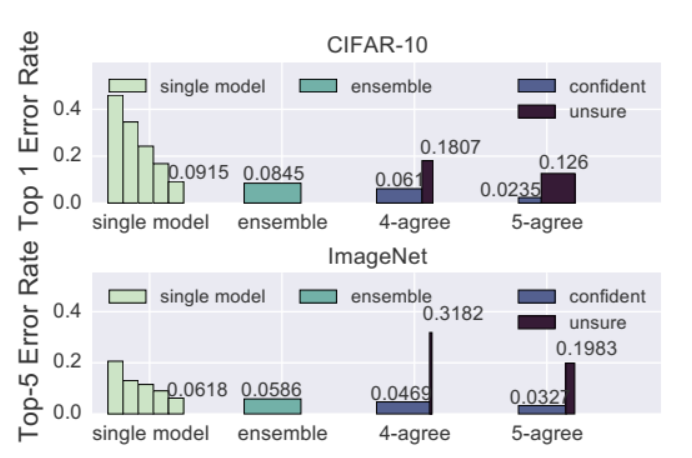 CIFAR-10
Top 1 Error Rate
single model
ensemble
confident
unsure
0.4
0.2
0.0
0.0915
0.0845
0.061
0.1807
0.0235
0.126
single model
ensemble
4-agree
5-agree
ImageNet
Top-5 Error Rate
single model
ensemble
confident
unsure
0.4
0.2
0.0
0.0618
0.0586
0.0469
0.3182
0.0327
0.1983
single model
ensemble
4-agree
5-agree